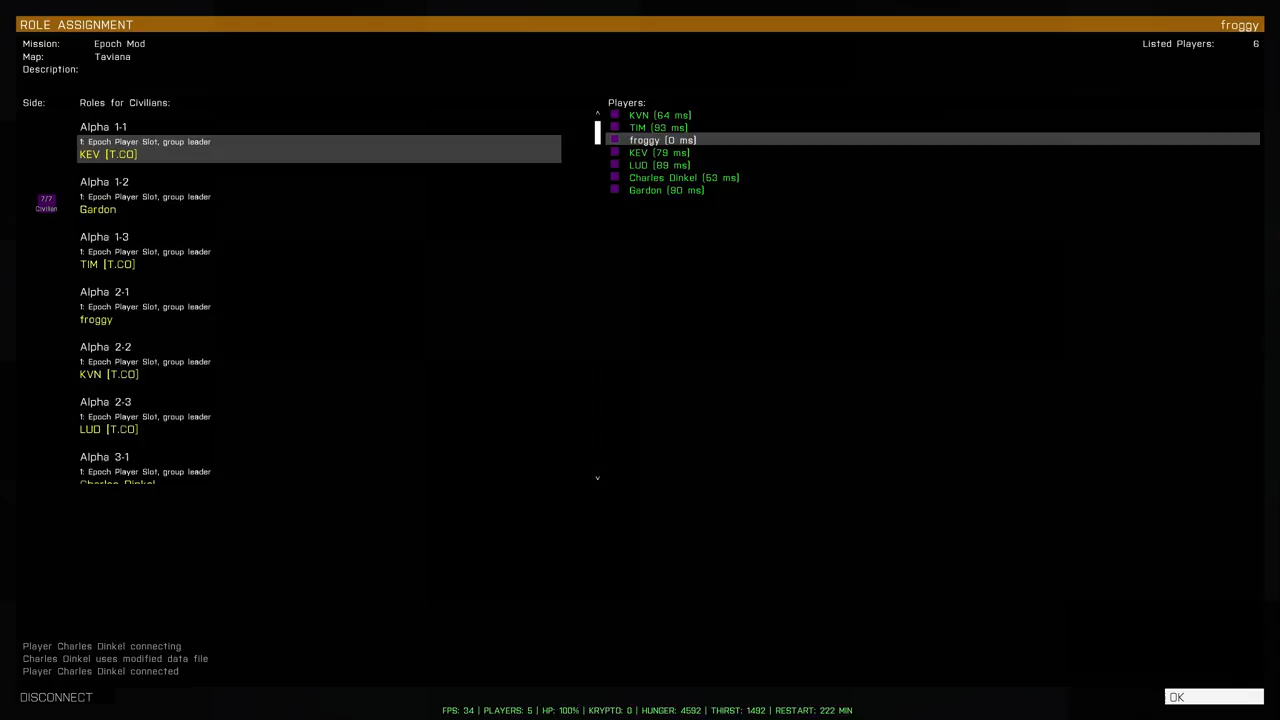 ROLE ASSIGNMENT froggy
Mission: Epoch Mod Listed Players: 6
Map: Taviana
Description:
Side: Roles for Civilians: Players:
Alpha 1-1
1: Epoch Player Slot, group leader
KEV [T.CO]
Alpha 1-2
1: Epoch Player Slot, group leader
Gardon
7/7
Civilian
Alpha 1-3
1: Epoch Player Slot, group leader
TIM [T.CO]
Alpha 2-1
1: Epoch Player Slot, group leader
froggy
Alpha 2-2
1: Epoch Player Slot, group leader
KVN [T.CO]
Alpha 2-3
1: Epoch Player Slot, group leader
LUD [T.CO]
Alpha 3-1
1: Epoch Player Slot, group leader
Charles Dinkel
KVN (64 ms)
TIM (93 ms)
froggy (0 ms)
KEV (79 ms)
LUD (89 ms)
Charles Dinkel (53 ms)
Gardon (90 ms)
Player Charles Dinkel connecting
Charles Dinkel uses modified data file
Player Charles Dinkel connected
DISCONNECT OK
FPS: 34 | PLAYERS: 5 | HP: 100% | KRYPTO: 0 | HUNGER: 4592 | THIRST: 1492 | RESTART: 222 MIN